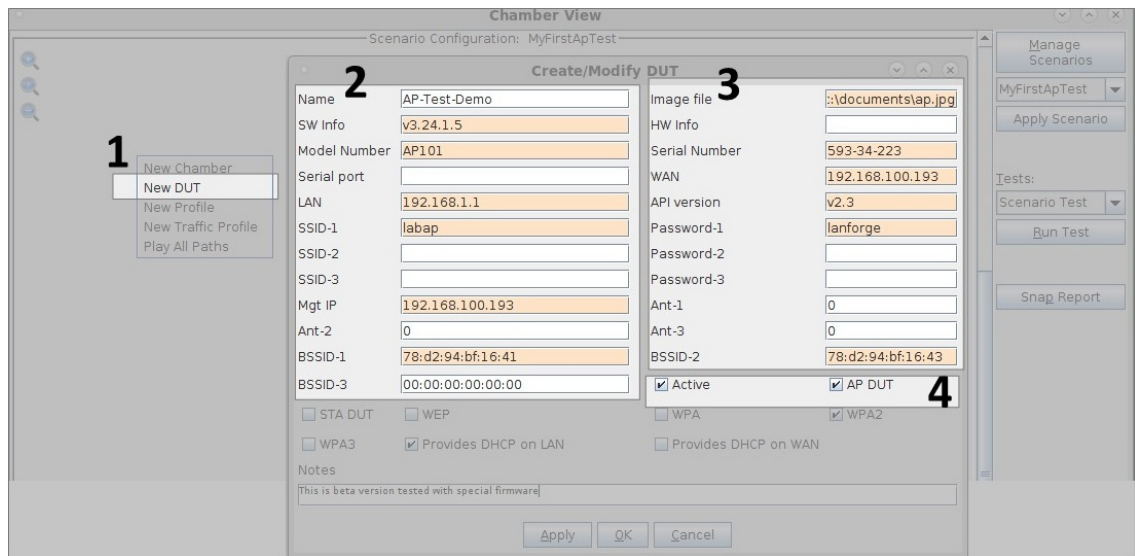 Chamber View
Scenario Configuration: MyFirstApTest
Manage
Scenarios
MyFirstApTest
Apply Scenario
Tests:
Scenario Test
Run Test
Snap Report
1
New Chamber
New DUT
New Profile
New Traffic Profile
Play All Paths
Create/Modify DUT
2
3
Name AP-Test-Demo Image file ::\documents\ap.jpg
SW Info v3.24.1.5 HW Info
Model Number AP101 Serial Number 593-34-223
Serial port WAN 192.168.100.193
LAN 192.168.1.1 API version v2.3
SSID-1 labap Password-1 lanforge
SSID-2 Password-2
SSID-3 Password-3
Mgt IP 192.168.100.193 Ant-1 0
Ant-2 0 Ant-3 0
BSSID-1 78:d2:94:bf:16:41 BSSID-2 78:d2:94:bf:16:43
BSSID-3 00:00:00:00:00:00 Active AP DUT
4
STA DUT WEP WPA WPA2
WPA3 Provides DHCP on LAN Provides DHCP on WAN
Notes
This is beta version tested with special firmware
Apply OK Cancel